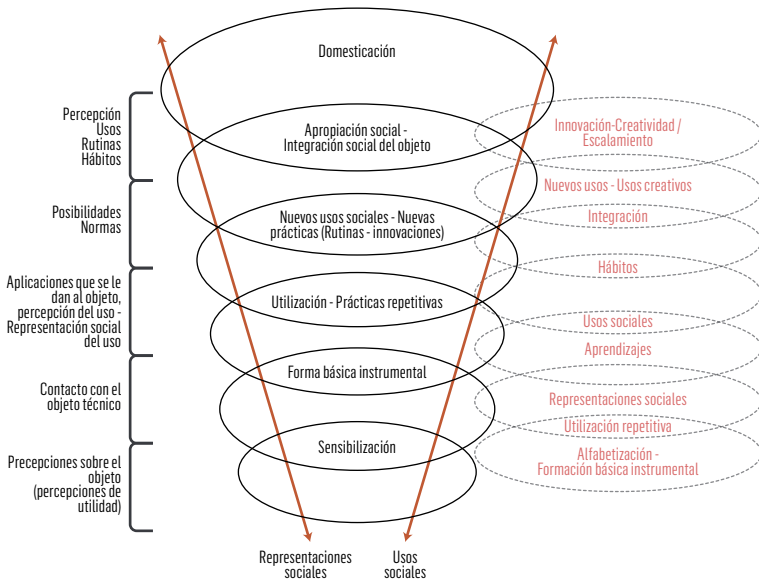 Domesticación
Percepción
Usos
Rutinas
Hábitos
Apropiación social -
Integración social del objeto
Posibilidades
Normas
Nuevos usos sociales - Nuevas
prácticas (Rutinas - innovaciones)
Aplicaciones que se le
dan al objeto,
percepción del uso -
Representación social
del uso
Utilización - Prácticas repetitivas
Contacto con el
objeto técnico
Forma básica instrumental
Precepciones sobre el
objeto
(percepciones de
utilidad)
Sensibilización
Representaciones
sociales
Usos
sociales
Innovación-Creatividad /
Escalamiento
Nuevos usos - Usos creativos
Integración
Hábitos
Usos sociales
Aprendizajes
Representaciones sociales
Utilización repetitiva
Alfabetización -
Formación básica instrumental